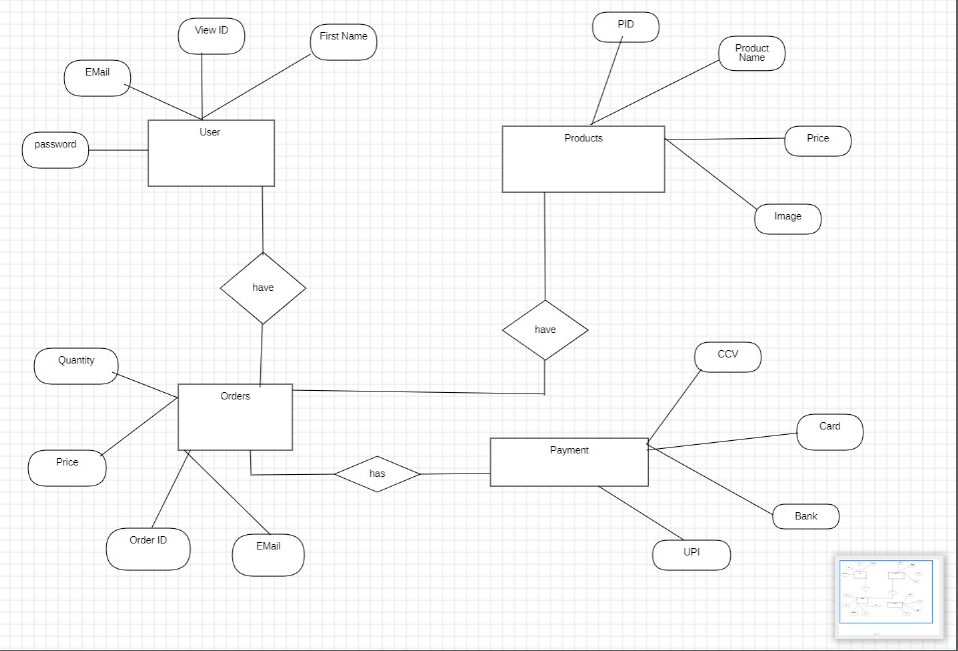 View ID
First Name
EMail
password
User
PID
Product
Name
Products
Price
Image
have
have
Quantity
Orders
Price
Order ID
EMail
has
Payment
CCV
Card
Bank
UPI